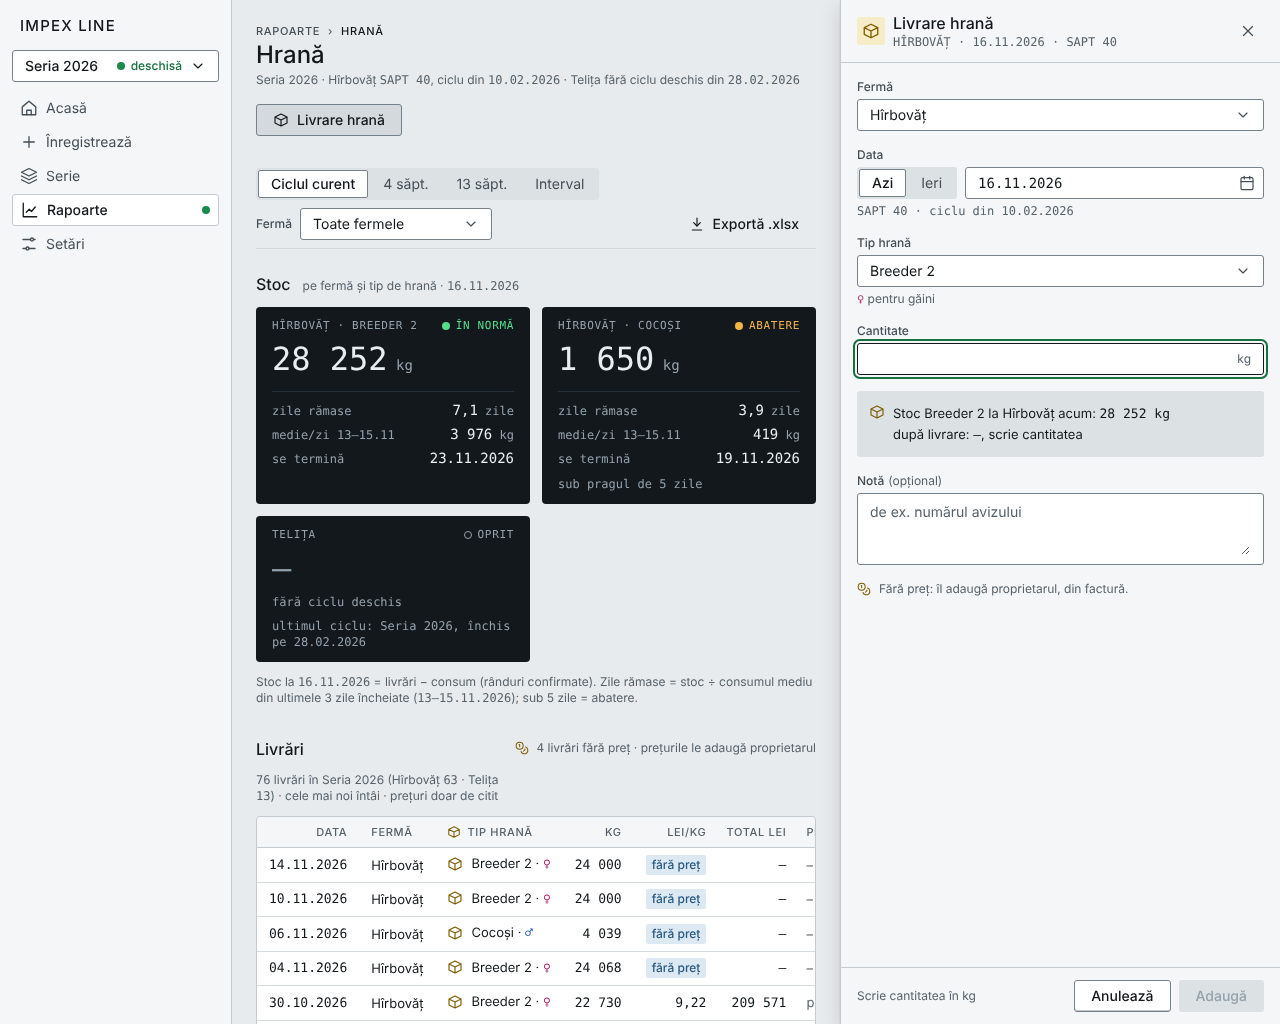 IMPEX LINE
Seria 2026 deschisă
Acasă
Înregistrează
Serie
Rapoarte
Setări
RAPOARTE › HRANĂ
Hrană
Seria 2026 · Hîrbovăț SAPT 40, ciclu din 10.02.2026 · Telița fără ciclu deschis din 28.02.2026
Livrare hrană
Ciclul curent 4 săpt. 13 săpt. Interval
Fermă Toate fermele Exportă .xlsx
Stoc pe fermă și tip de hrană · 16.11.2026
HÎRBOVĂȚ · BREEDER 2 ÎN NORMĂ
28 252 kg
zile rămase 7,1 zile
medie/zi 13–15.11 3 976 kg
se termină 23.11.2026
HÎRBOVĂȚ · COCOȘI ABATERE
1 650 kg
zile rămase 3,9 zile
medie/zi 13–15.11 419 kg
se termină 19.11.2026
sub pragul de 5 zile
TELIȚA OPRIT
—
fără ciclu deschis
ultimul ciclu: Seria 2026, închis
pe 28.02.2026
Stoc la 16.11.2026 = livrări − consum (rânduri confirmate). Zile rămase = stoc ÷ consumul mediu
din ultimele 3 zile încheiate (13–15.11.2026); sub 5 zile = abatere.
Livrări 4 livrări fără preț · prețurile le adaugă proprietarul
76 livrări în Seria 2026 (Hîrbovăț 63 · Telița
13) · cele mai noi întâi · prețuri doar de citit
DATA FERMĂ TIP HRANĂ KG LEI/KG TOTAL LEI
14.11.2026 Hîrbovăț Breeder 2 · ♀ 24 000 fără preț – –
10.11.2026 Hîrbovăț Breeder 2 · ♀ 24 000 fără preț – –
06.11.2026 Hîrbovăț Cocoși · ♂ 4 039 fără preț – –
04.11.2026 Hîrbovăț Breeder 2 · ♀ 24 068 fără preț – –
30.10.2026 Hîrbovăț Breeder 2 · ♀ 22 730 9,22 209 571
Livrare hrană
HÎRBOVĂȚ · 16.11.2026 · SAPT 40
Fermă
Hîrbovăț
Data
Azi Ieri 16.11.2026
SAPT 40 · ciclu din 10.02.2026
Tip hrană
Breeder 2
♀ pentru găini
Cantitate
kg
Stoc Breeder 2 la Hîrbovăț acum: 28 252 kg
după livrare: –, scrie cantitatea
Notă (opțional)
de ex. numărul avizului
Fără preț: îl adaugă proprietarul, din factură.
Scrie cantitatea în kg Anulează Adaugă